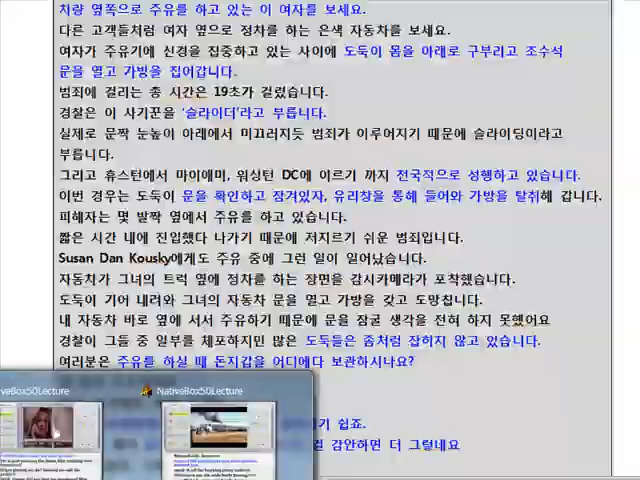 차량 옆쪽으로 주유를 하고 있는 이 여자를 보세요.
다른 고객들처럼 여자 옆으로 정차를 하는 은색 자동차를 보세요.
여자가 주유기에 신경을 집중하고 있는 사이에 도둑이 몸을 아래로 구부리고 조수석
문을 열고 가방을 집어갑니다.
범죄에 걸리는 총 시간은 19초가 걸렸습니다.
경찰은 이 사기꾼을 '슬라이더'라고 부릅니다.
실제로 문짝 눈높이 아래에서 미끄러지듯 범죄가 이루어지기 때문에 슬라이딩이라고
부릅니다.
그리고 휴스턴에서 마이애미, 워싱턴 DC에 이르기 까지 전국적으로 성행하고 있습니다.
이번 경우는 도둑이 문을 확인하고 잠겨있자, 유리창을 통해 들어와 가방을 탈취해 갑니다.
피해자는 몇 발짝 옆에서 주유를 하고 있습니다.
짧은 시간 내에 진입했다 나가기 때문에 저지르기 쉬운 범죄입니다.
Susan Dan Kousky에게도 주유 중에 그런 일이 일어났습니다.
자동차가 그녀의 트럭 옆에 정차를 하는 장면을 감시카메라가 포착했습니다.
도둑이 기어 내려와 그녀의 자동차 문을 열고 가방을 갖고 도망칩니다.
내 자동차 바로 옆에 서서 주유하기 때문에 문을 잠굴 생각을 전혀 하지 못했어요
경찰이 그들 중 일부를 체포하지만 많은 도둑들은 좀처럼 잡히지 않고 있습니다.
여러분은 주유를 하실 때 돈지갑을 어디에다 보관하시나요?
veBox50Lecture
NativeBox50Lecture
기 쉽죠.
감안하면 더 그렇네요